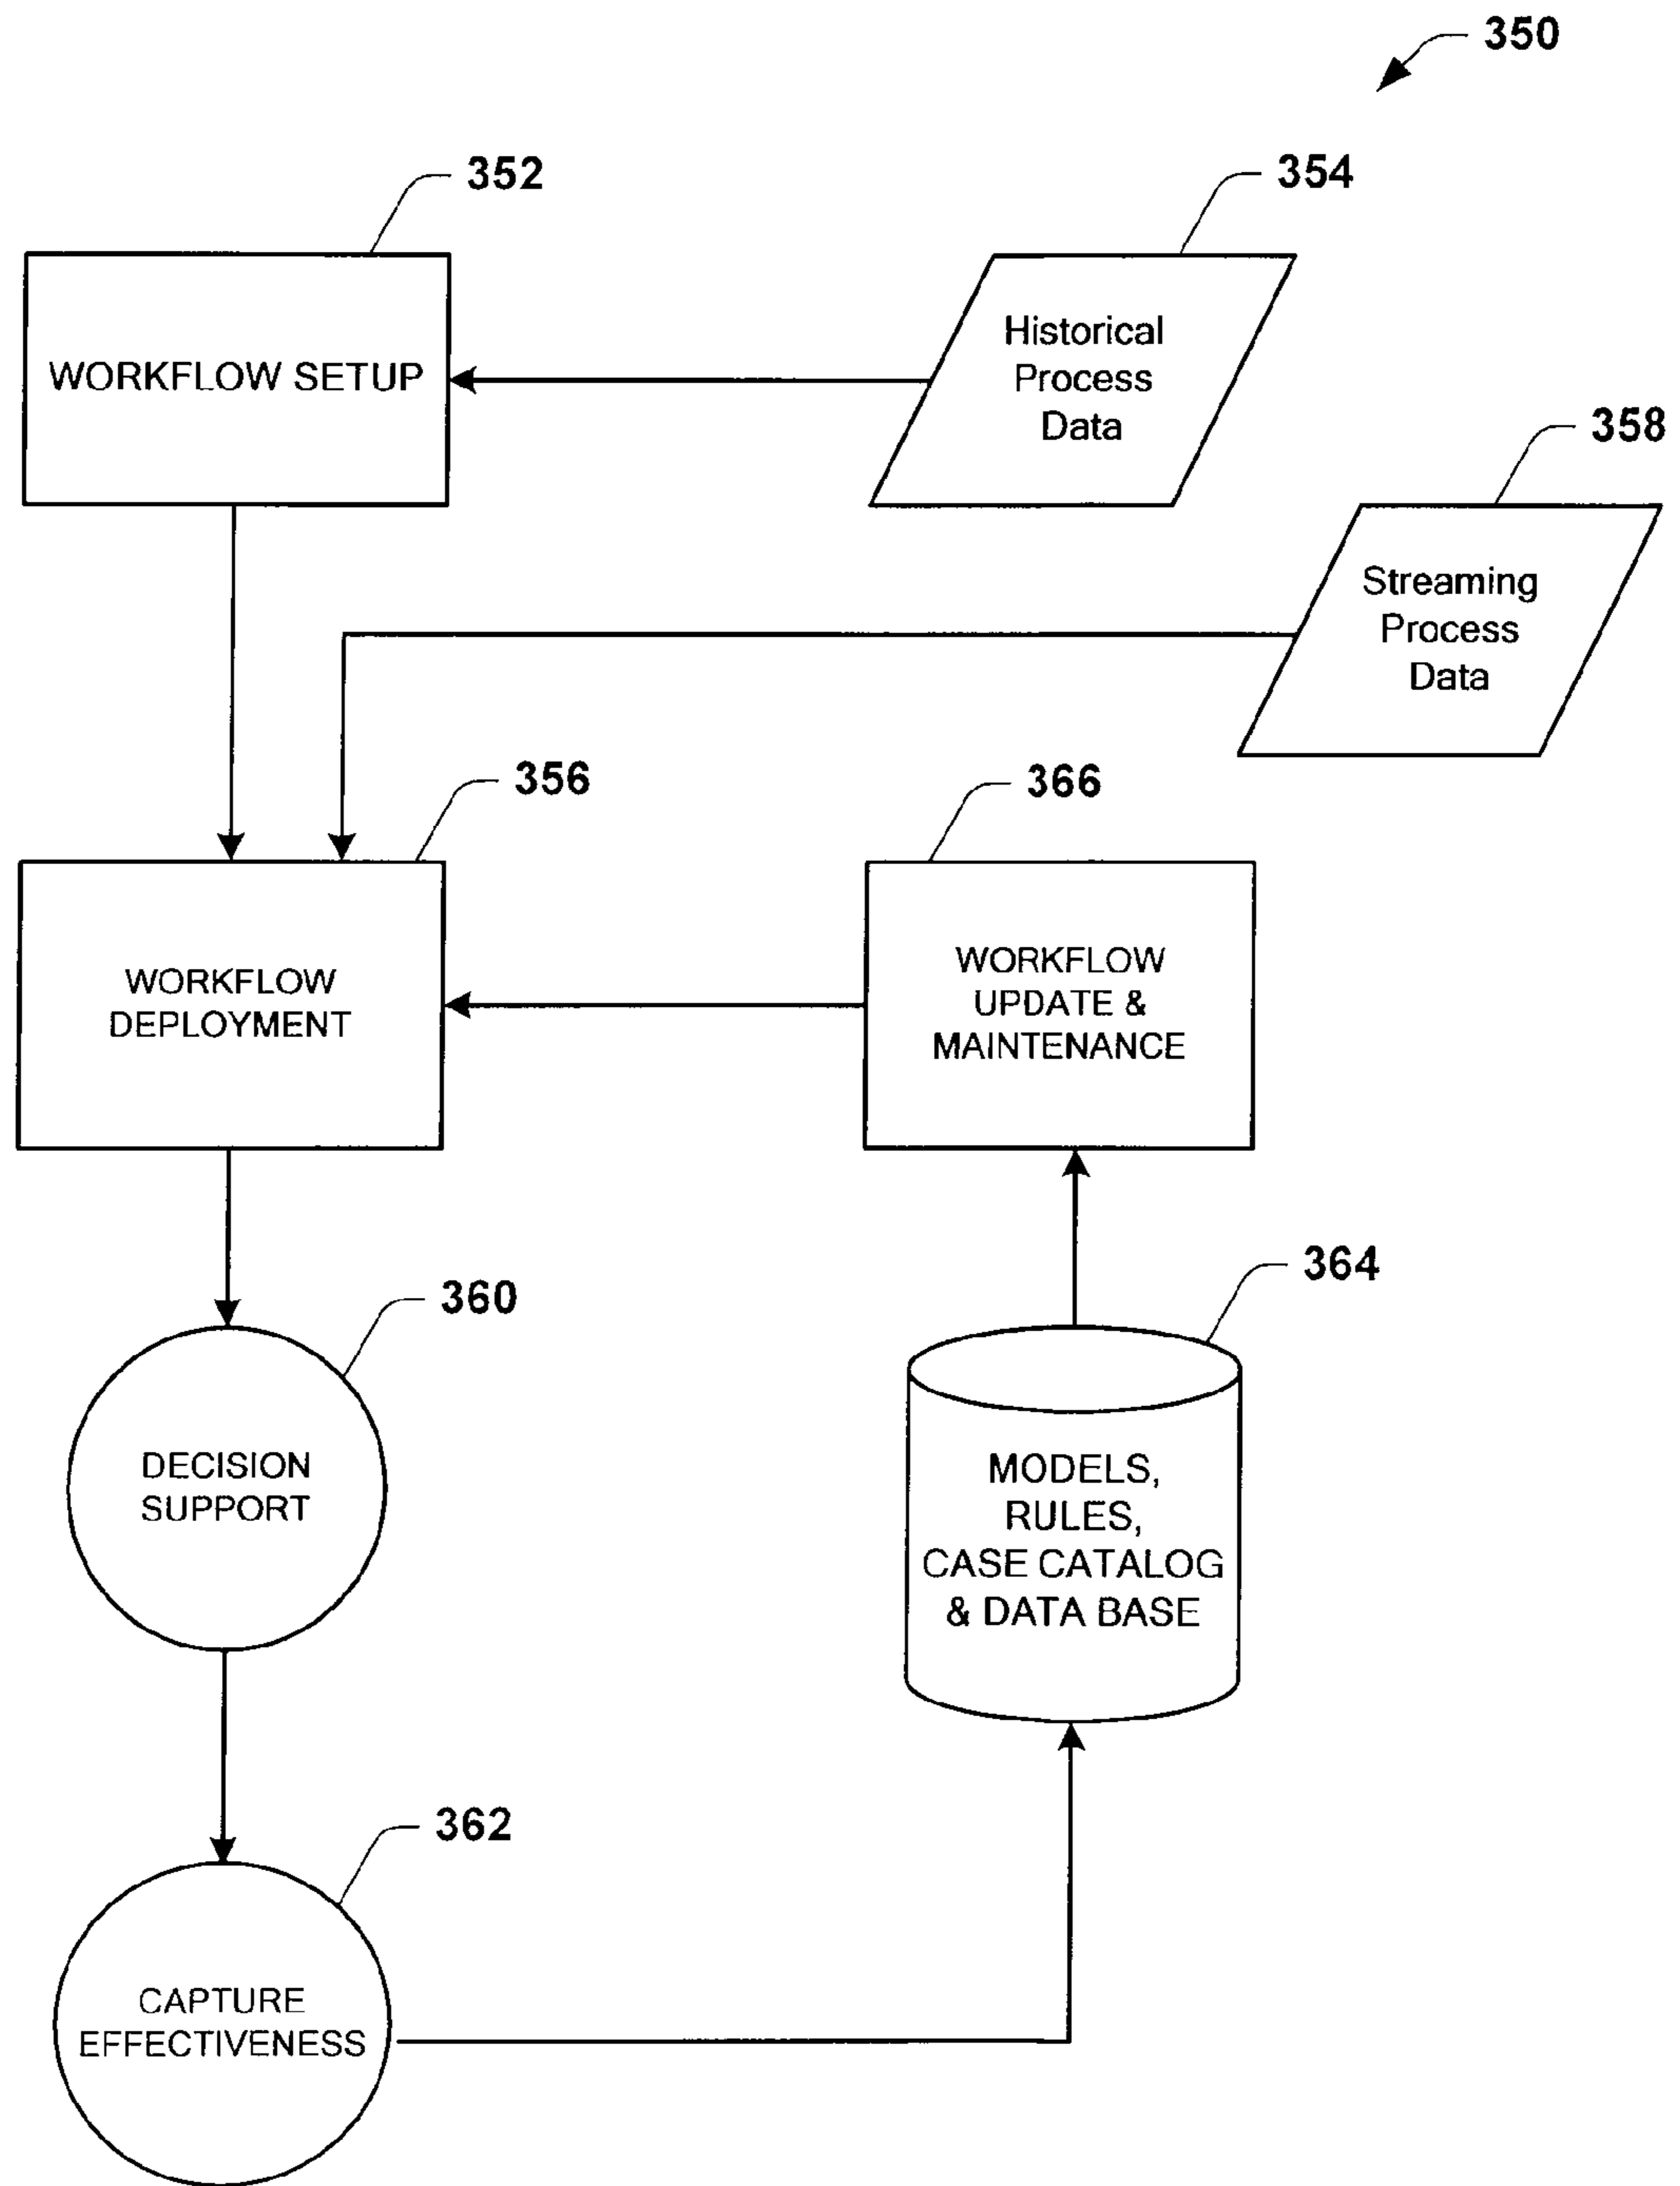 350
352
354
WORKFLOW SETUP
Historical
Process
Data
358
Streaming
Process
Data
356
366
WORKFLOW
DEPLOYMENT
WORKFLOW
UPDATE &
MAINTENANCE
360
364
DECISION
SUPPORT
MODELS,
RULES,
CASE CATALOG
& DATA BASE
362
CAPTURE
EFFECTIVENESS